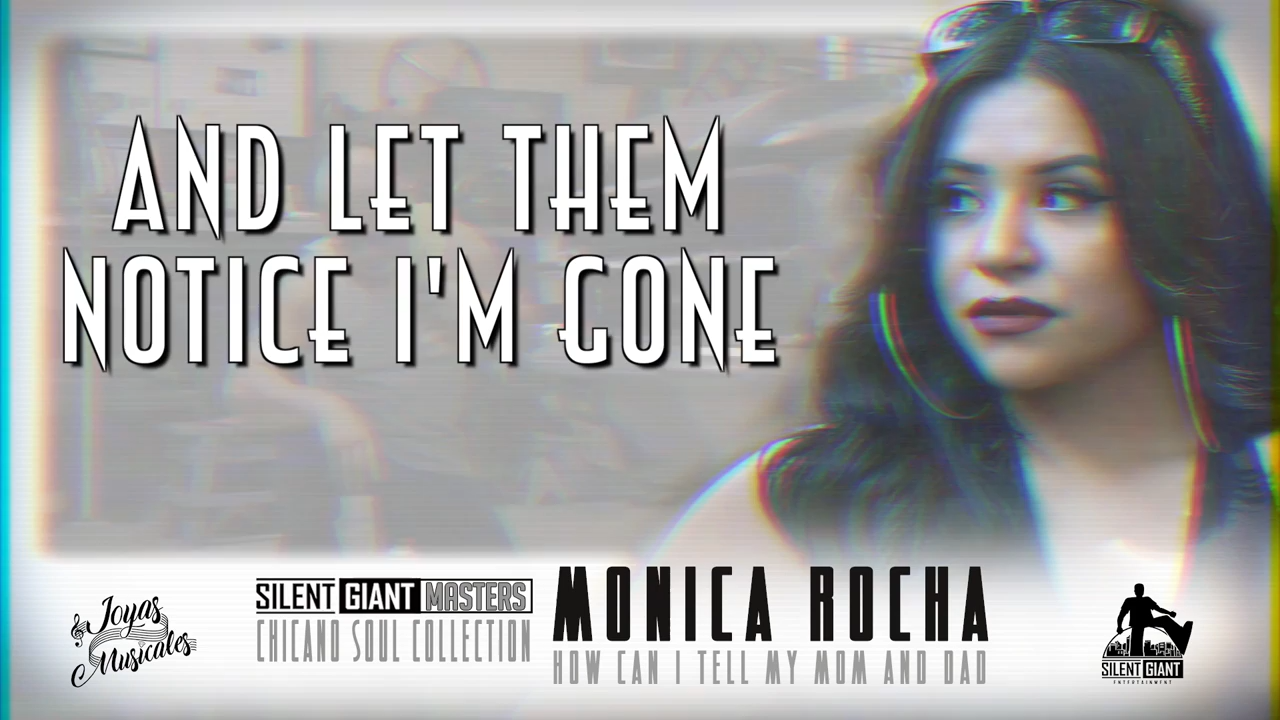 AND LET THEM
NOTICE I'M GONE
Joyas
Musicales
SILENT GIANT MASTERS
CHICANO SOUL COLLECTION
MONICA ROCHA
HOW CAN I TELL MY MOM AND DAD
SILENT GIANT
ENTERTAINMENT